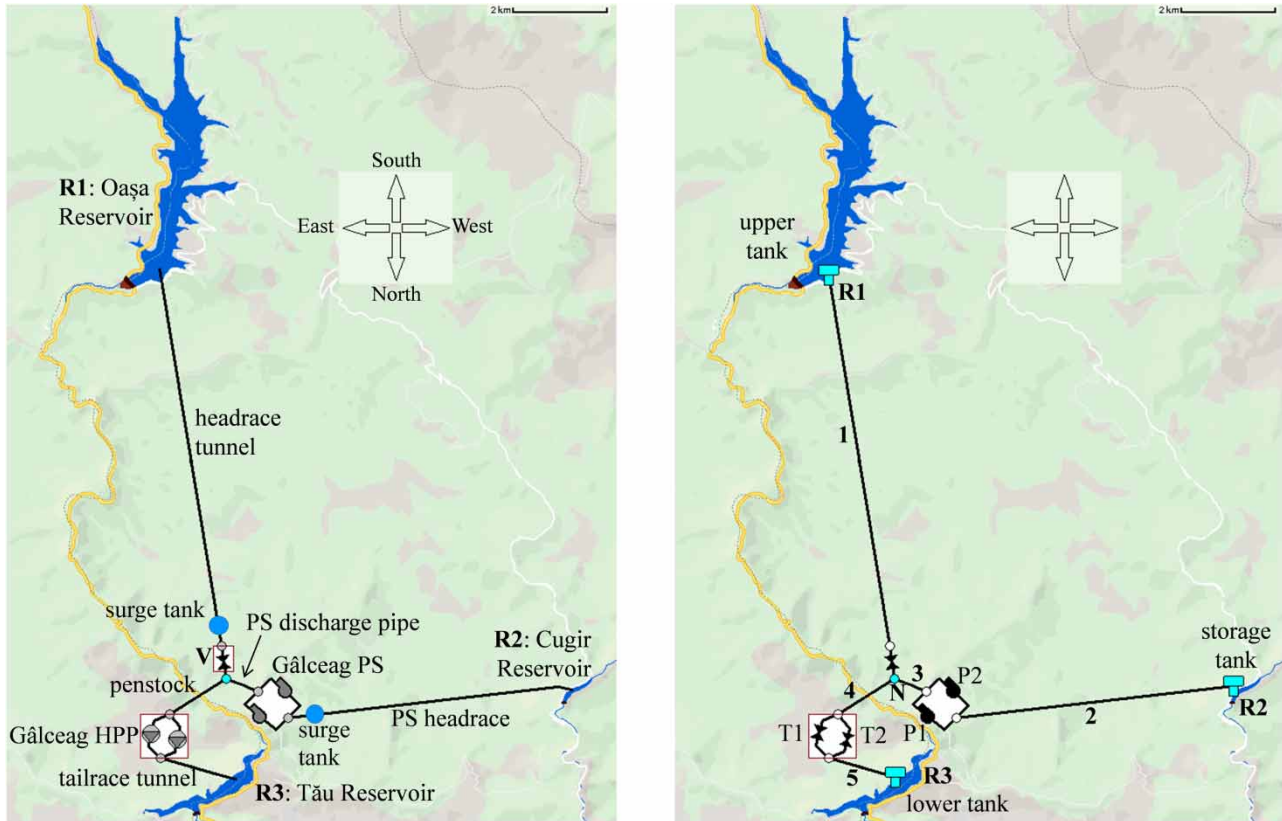 2 km
South
R1: Oașa
Reservoir
East
West
North
headrace
tunnel
surge tank
PS discharge pipe
V
Gâlceag PS
R2: Cugir
Reservoir
penstock
PS headrace
surge
tank
Gâlceag HPP
tailrace tunnel
R3: Tău Reservoir
2 km
upper
tank
R1
1
storage
tank
N
3
P2
4
R2
2
T1
T2
P1
5
R3
lower tank